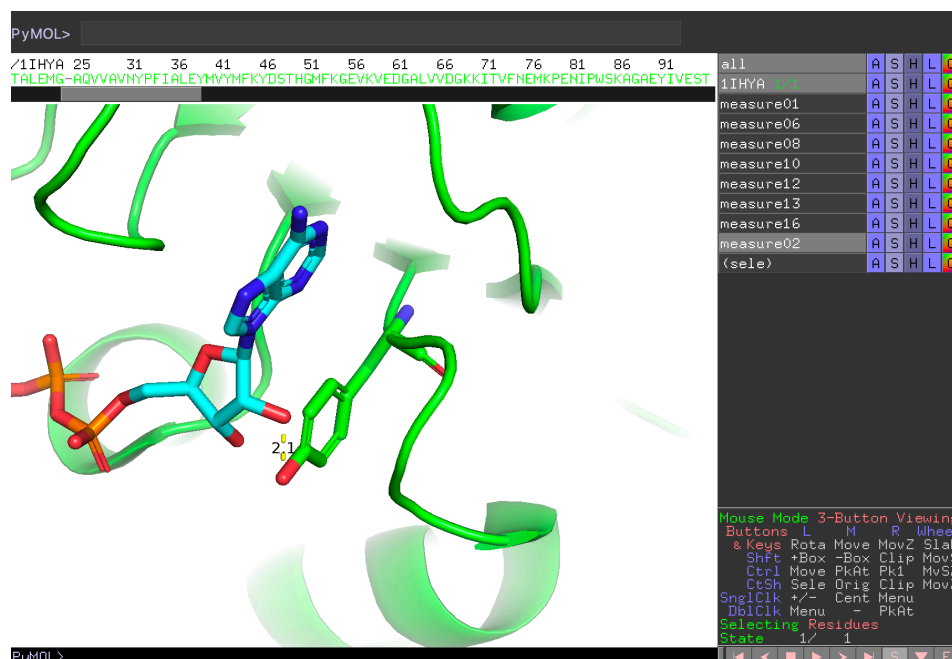 PyMOL>
/1IHYA 25 31 36 41 46 51 56 61 66 71 76 81 86 91
TALEMG-AQVVAVNYPFIALEYMVYMFKYDSTHGMFKGEVKVEDGALVVDGKKITVFNEMKPENIPWSKAGAEYIVEST
all A S H L C
1IHYA 1/1 A S H L C
measure01 A S H L C
measure06 A S H L C
measure08 A S H L C
measure10 A S H L C
measure12 A S H L C
measure13 A S H L C
measure16 A S H L C
measure02 A S H L C
(sele) A S H L C
2.1
Mouse Mode 3-Button Viewing
Buttons L M R Whee
& Keys Rota Move MovZ Slab
Shft +Box -Box Clip MovS
Ctrl Move PkAt Pk1 MvSZ
CtSh Sele Orig Clip MovZ
SnglClk +/- Cent Menu
DblClk Menu - PkAt
Selecting Residues
State 1/ 1
PyMOL>
S F